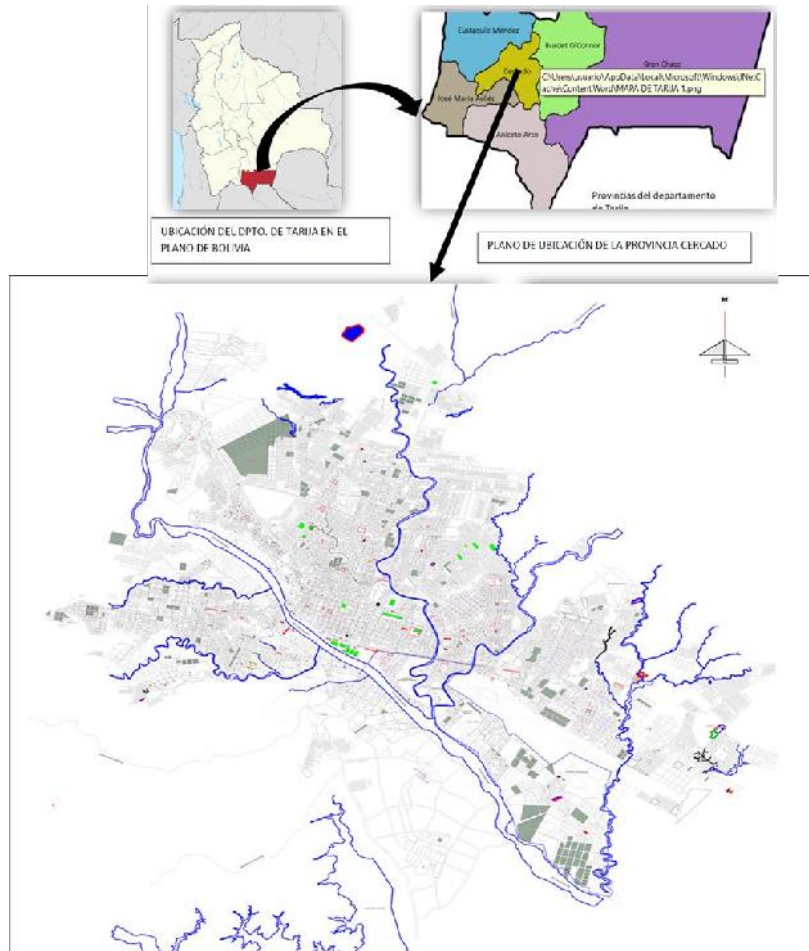 Eustaquio Méndez
Burdet O'Connor
Gran Chaco
Cercado
C:\Users\usuario\AppData\Local\Microsoft\Windows\INetC
ache\Content.Word\MAPA DE TARIJA 1.png
José María Avilés
Aniceto Arce
Provincias del departamento
de Tarija
UBICACIÓN DEL DPTO. DE TARIJA EN EL
PLANO DE BOLIVIA
PLANO DE UBICACIÓN DE LA PROVINCIA CERCADO